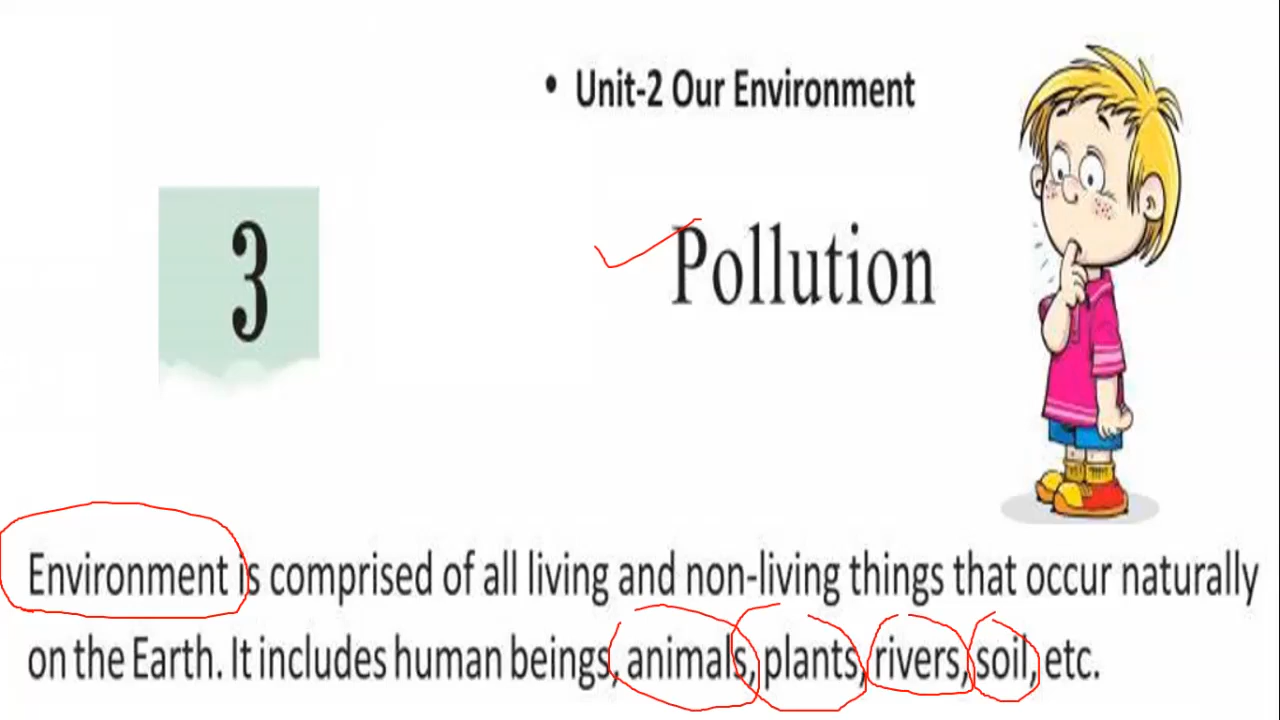 • Unit-2 Our Environment
3
Pollution
Environment is comprised of all living and non-living things that occur naturally
on the Earth. It includes human beings, animals, plants, rivers, soil, etc.